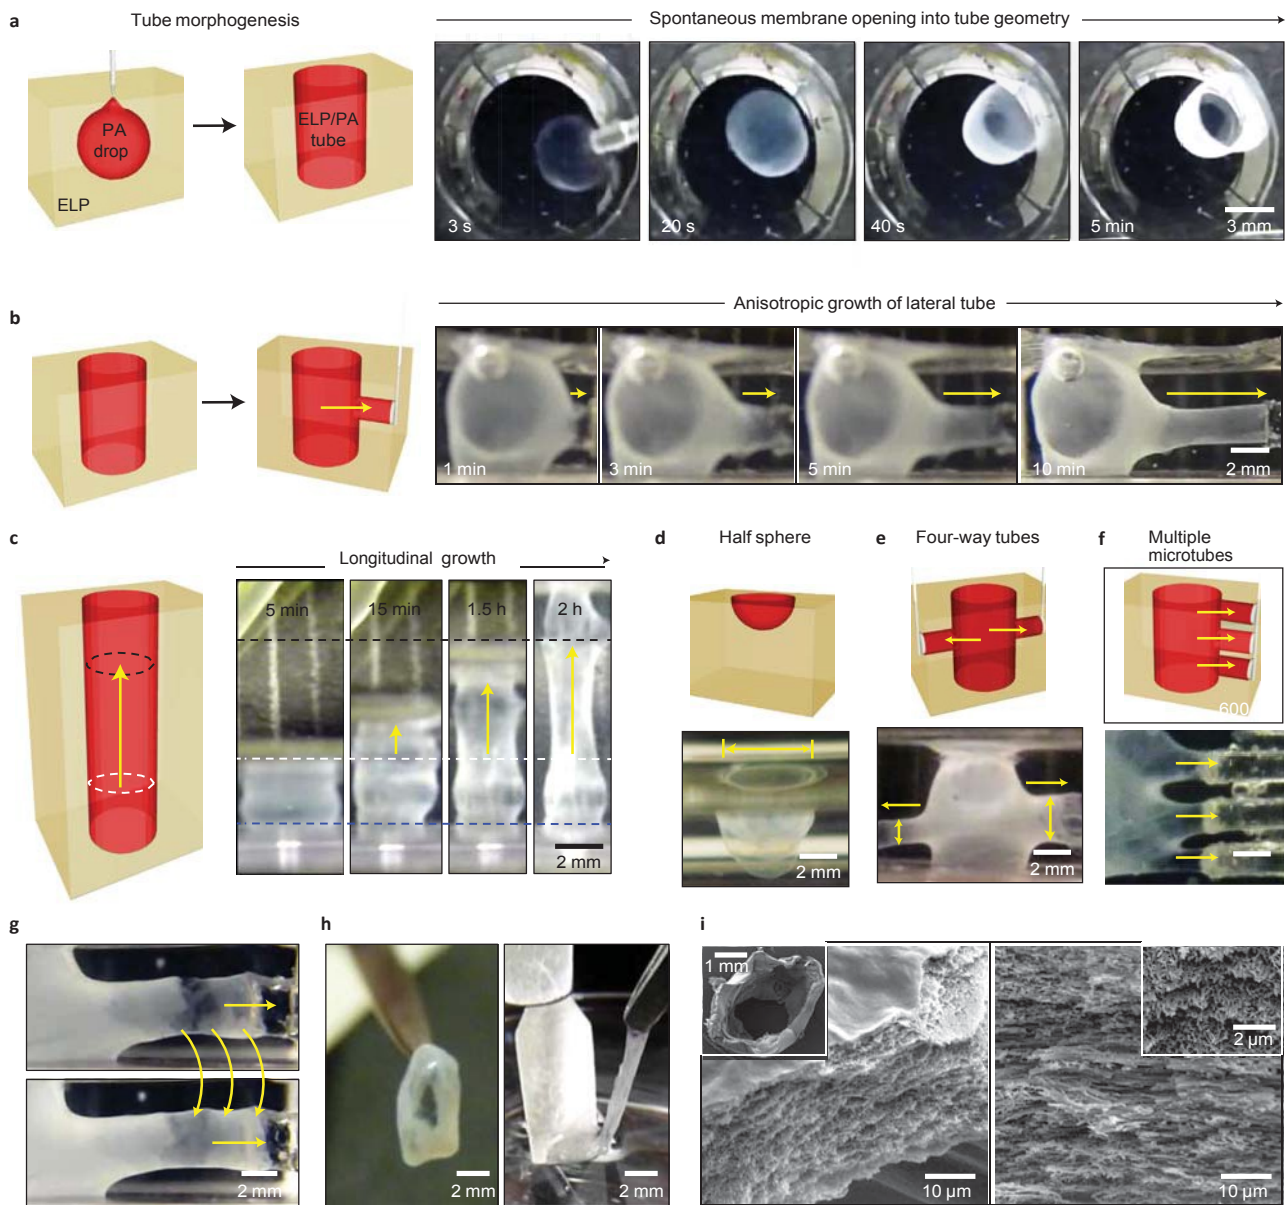 a
Tube morphogenesis
Spontaneous membrane opening into tube geometry
PA
drop
ELP
ELP/PA
tube
3 s
20 s
40 s
5 min
3 mm
b
Anisotropic growth of lateral tube
1 min
3 min
5 min
10 min
2 mm
c
Longitudinal growth
5 min
15 min
1.5 h
2 h
2 mm
d
Half sphere
2 mm
e
Four-way tubes
2 mm
f
Multiple
microtubes
600
g
2 mm
h
2 mm
2 mm
i
1 mm
10 µm
2 µm
10 µm